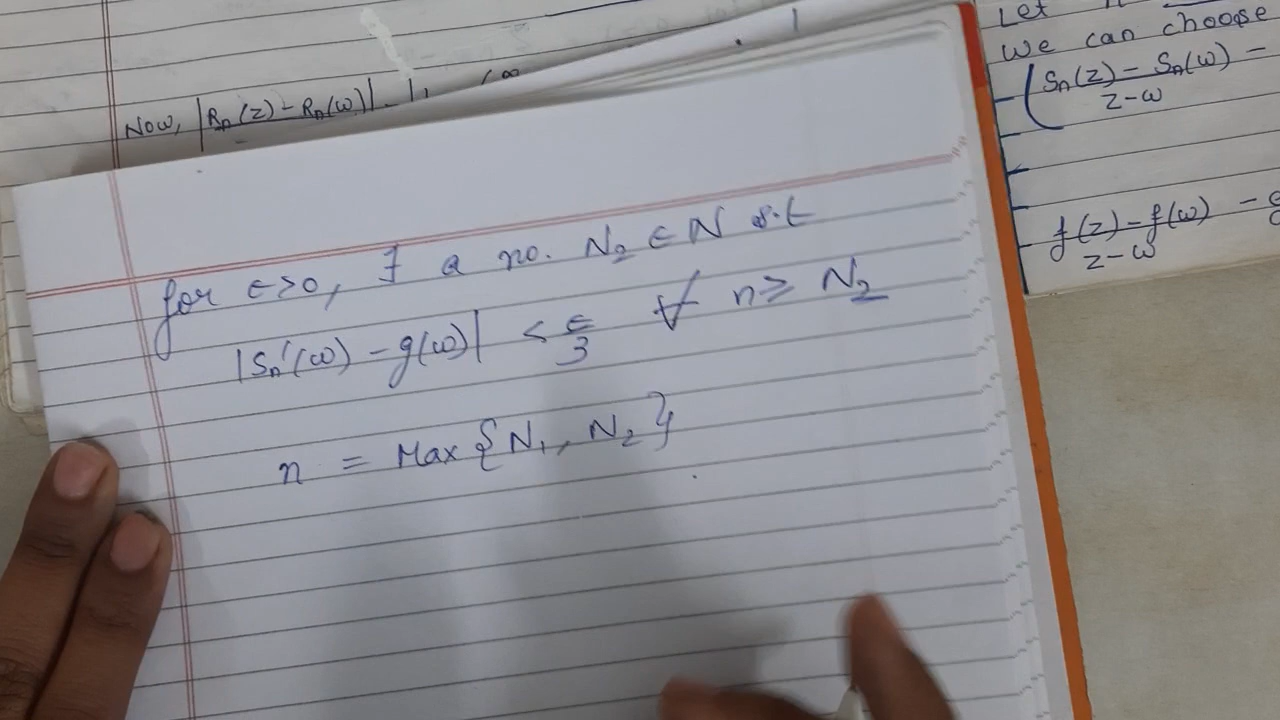 Now, |Rn(z) - Rn(ω)|
for ϵ>0, ∃ a no. N₂ ∈ N s.t
|Sn'(ω) - g(ω)| < ϵ/3 ∀ n ≥ N₂
n = Max {N₁, N₂}
Let
we can choose
(Sn(z) - Sn(ω) -
z-ω
f(z) - f(ω) -
z-ω